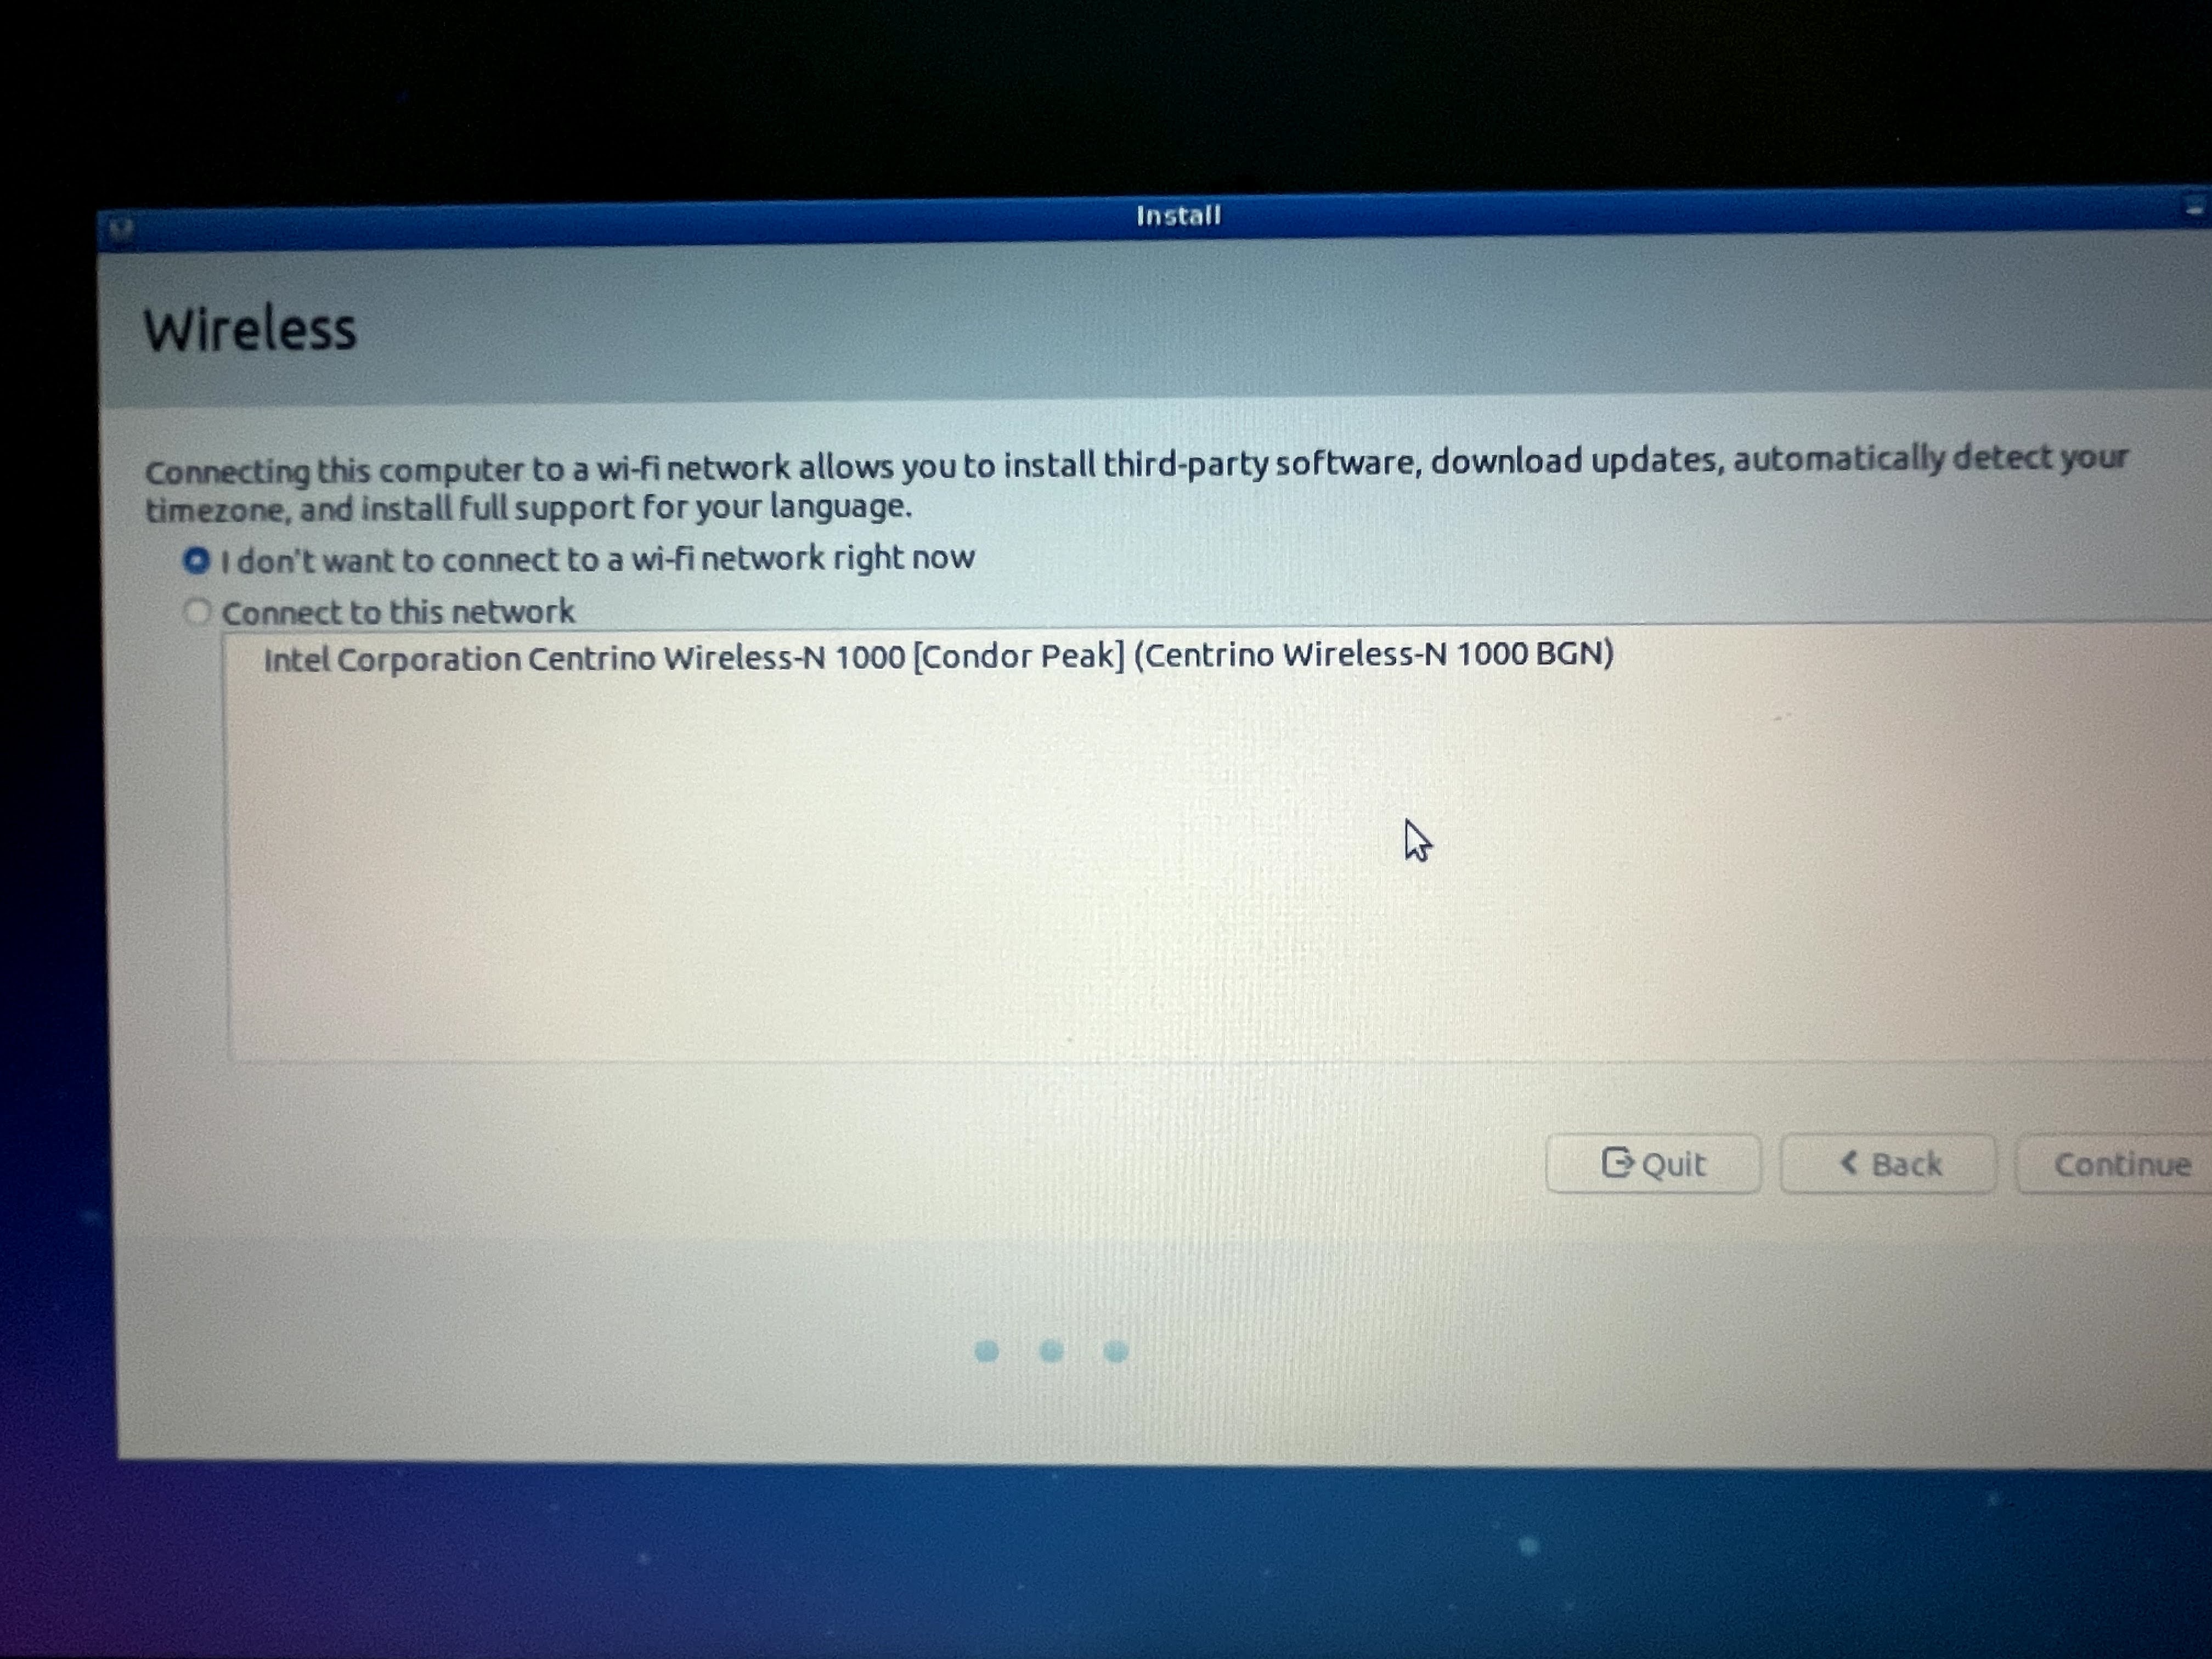 Install
Wireless
Connecting this computer to a wi-fi network allows you to install third-party software, download updates, automatically detect your
timezone, and install full support for your language.
I don't want to connect to a wi-fi network right now
Connect to this network
Intel Corporation Centrino Wireless-N 1000 [Condor Peak] (Centrino Wireless-N 1000 BGN)
Quit
Back
Continue